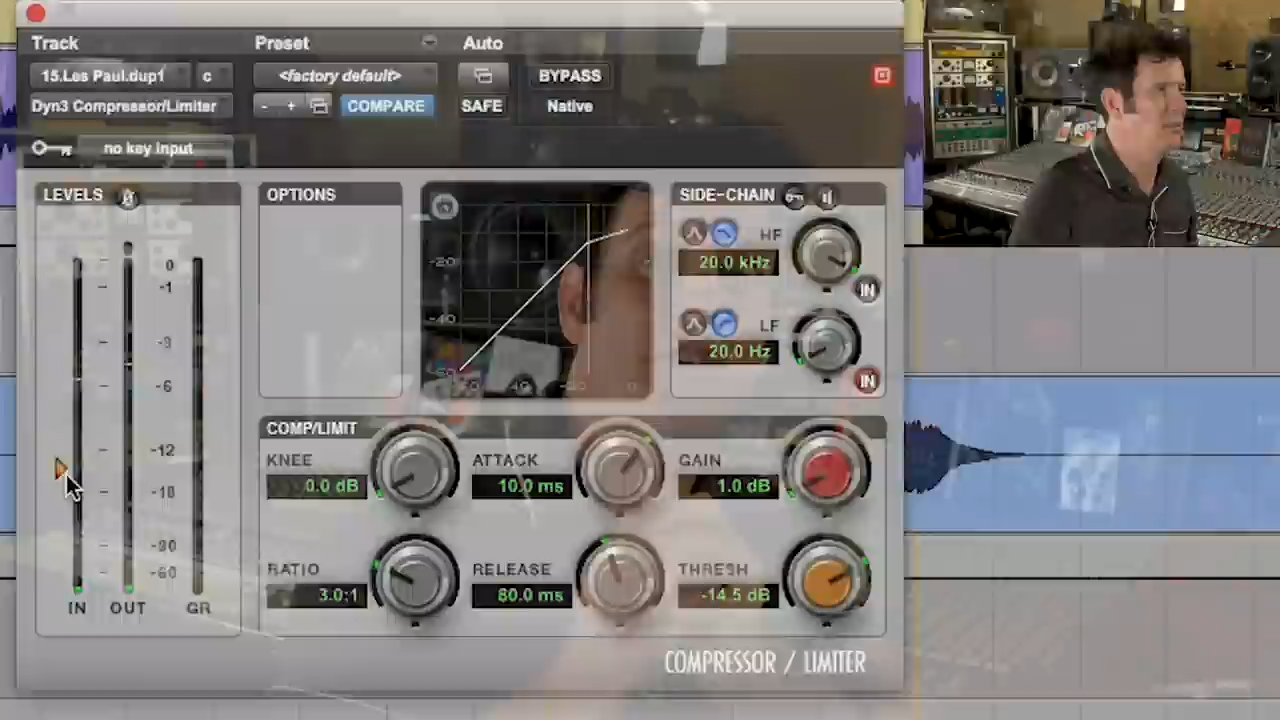 Track Preset Auto
15.Les Paul.dup1 c <factory default> BYPASS
Dyn3 Compressor/Limiter - + COMPARE SAFE Native
no key input
LEVELS OPTIONS SIDE-CHAIN
HF
20.0 kHz
IN
LF
20.0 Hz
IN
0
-1
-3
-6
-12
-18
-30
-60
IN OUT GR
-20
-40
COMP/LIMIT
KNEE ATTACK GAIN
0.0 dB 10.0 ms 1.0 dB
RATIO RELEASE THRESH
3.0:1 80.0 ms -14.5 dB
COMPRESSOR / LIMITER